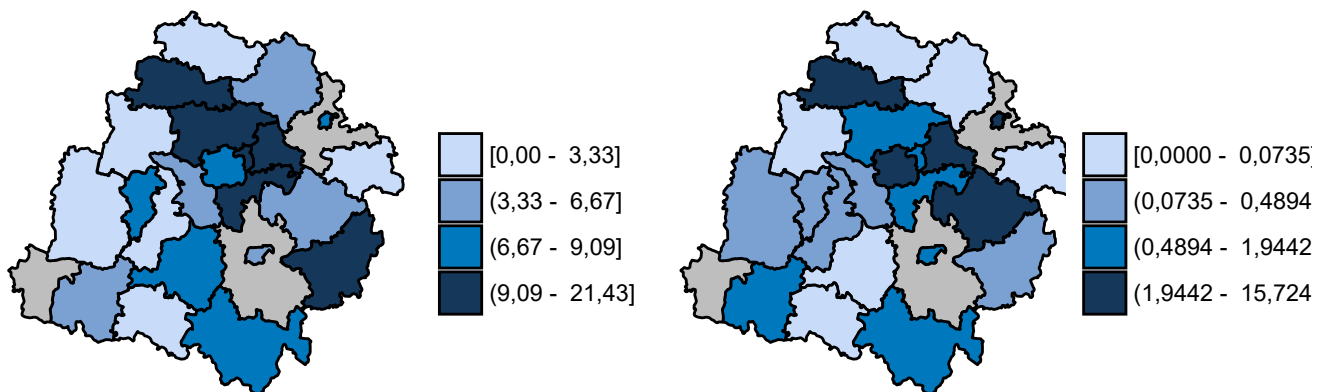 [0,00 - 3,33]
(3,33 - 6,67]
(6,67 - 9,09]
(9,09 - 21,43]
[0,0000 - 0,0735]
(0,0735 - 0,4894
(0,4894 - 1,9442
(1,9442 - 15,724